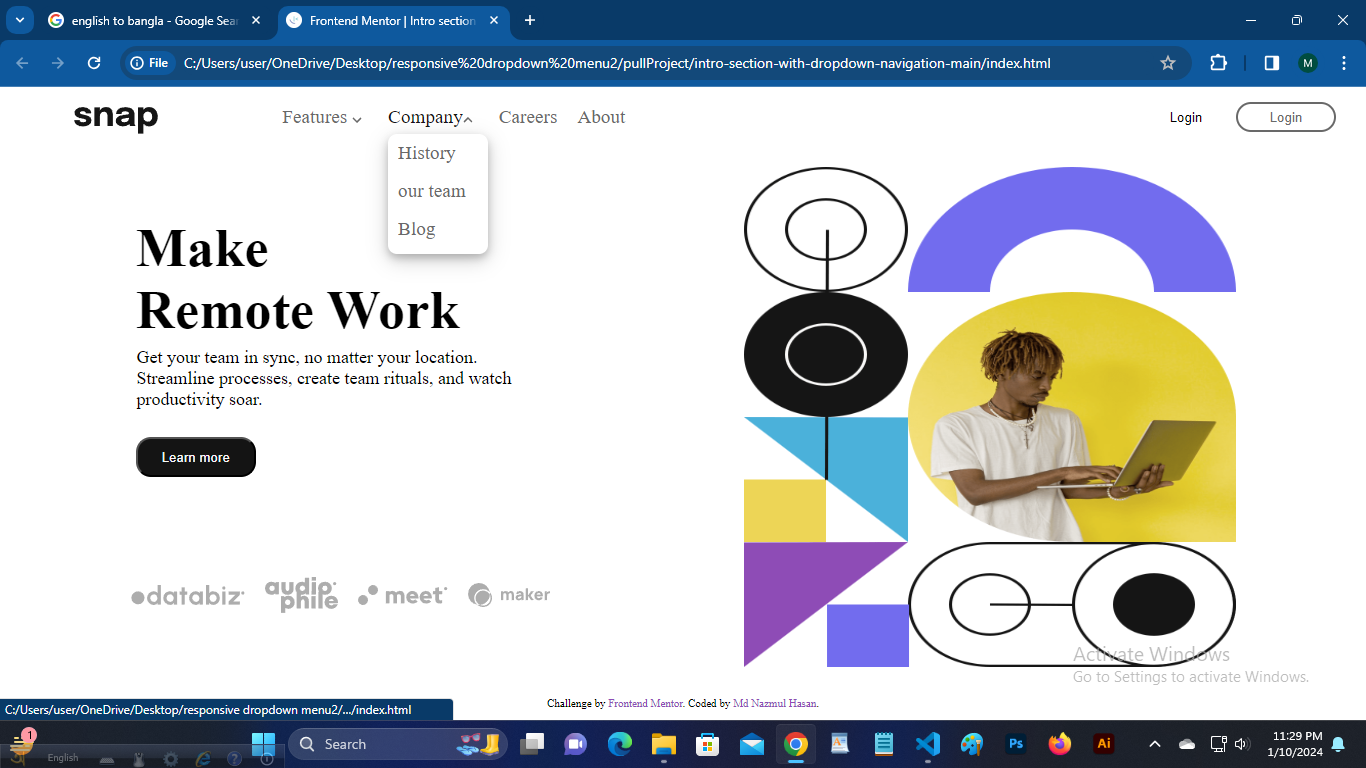 english to bangla - Google Sear
Frontend Mentor | Intro section
File
C:/Users/user/OneDrive/Desktop/responsive%20dropdown%20menu2/pullProject/intro-section-with-dropdown-navigation-main/index.html
M
snap
Features
Company
Careers
About
Login
Login
History
our team
Blog
Make
Remote Work
Get your team in sync, no matter your location.
Streamline processes, create team rituals, and watch
productivity soar.
Learn more
databiz
audio
phile
meet
maker
Activate Windows
Go to Settings to activate Windows.
Challenge by Frontend Mentor. Coded by Md Nazmul Hasan.
C:/Users/user/OneDrive/Desktop/responsive dropdown menu2/.../index.html
1
English
Search
Ps
Ai
11:29 PM
1/10/2024